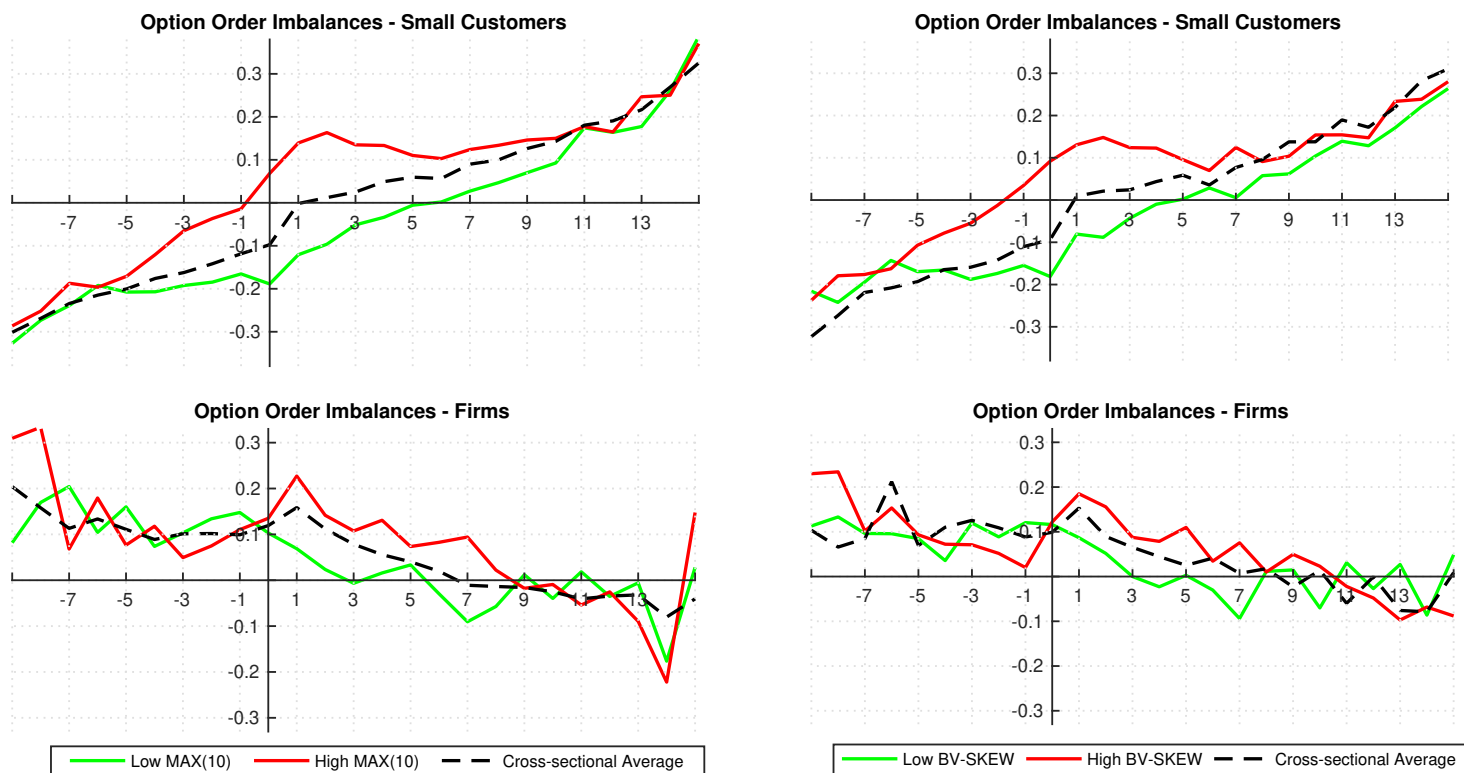 Option Order Imbalances - Small Customers
0.3
0.2
0.1
-7 -5 -3 -1 1 3 5 7 9 11 13
-0.1
-0.2
-0.3
Option Order Imbalances - Small Customers
0.3
0.2
0.1
-7 -5 -3 -1 1 3 5 7 9 11 13
-0.1
-0.2
-0.3
Option Order Imbalances - Firms
0.3
0.2
0.1
-7 -5 -3 -1 1 3 5 7 9 11 13
-0.1
-0.2
-0.3
Low MAX(10) High MAX(10) Cross-sectional Average
Option Order Imbalances - Firms
0.3
0.2
0.1
-7 -5 -3 -1 1 3 5 7 9 11 13
-0.1
-0.2
-0.3
Low BV-SKEW High BV-SKEW Cross-sectional Average